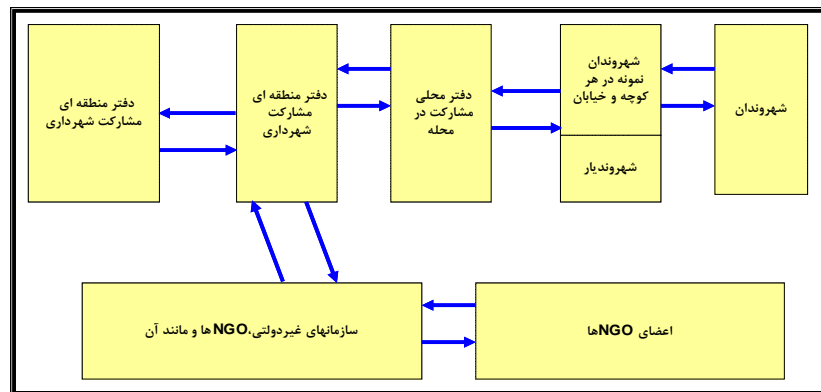 شهروندان
شهروندان
نمونه در هر
کوچه و خیابان
شهروندیار
دفتر محلی
مشارکت در
محله
دفتر منطقه ای
مشارکت
شهرداری
دفتر منطقه ای
مشارکت شهرداری
اعضای NGOها
سازمانهای غیردولتی،NGOها و مانند آن